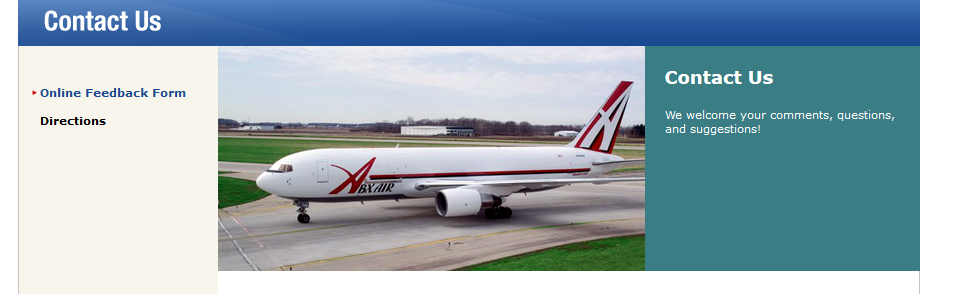 Contact Us
Online Feedback Form
Directions
ABX AIR
Contact Us
We welcome your comments, questions,
and suggestions!